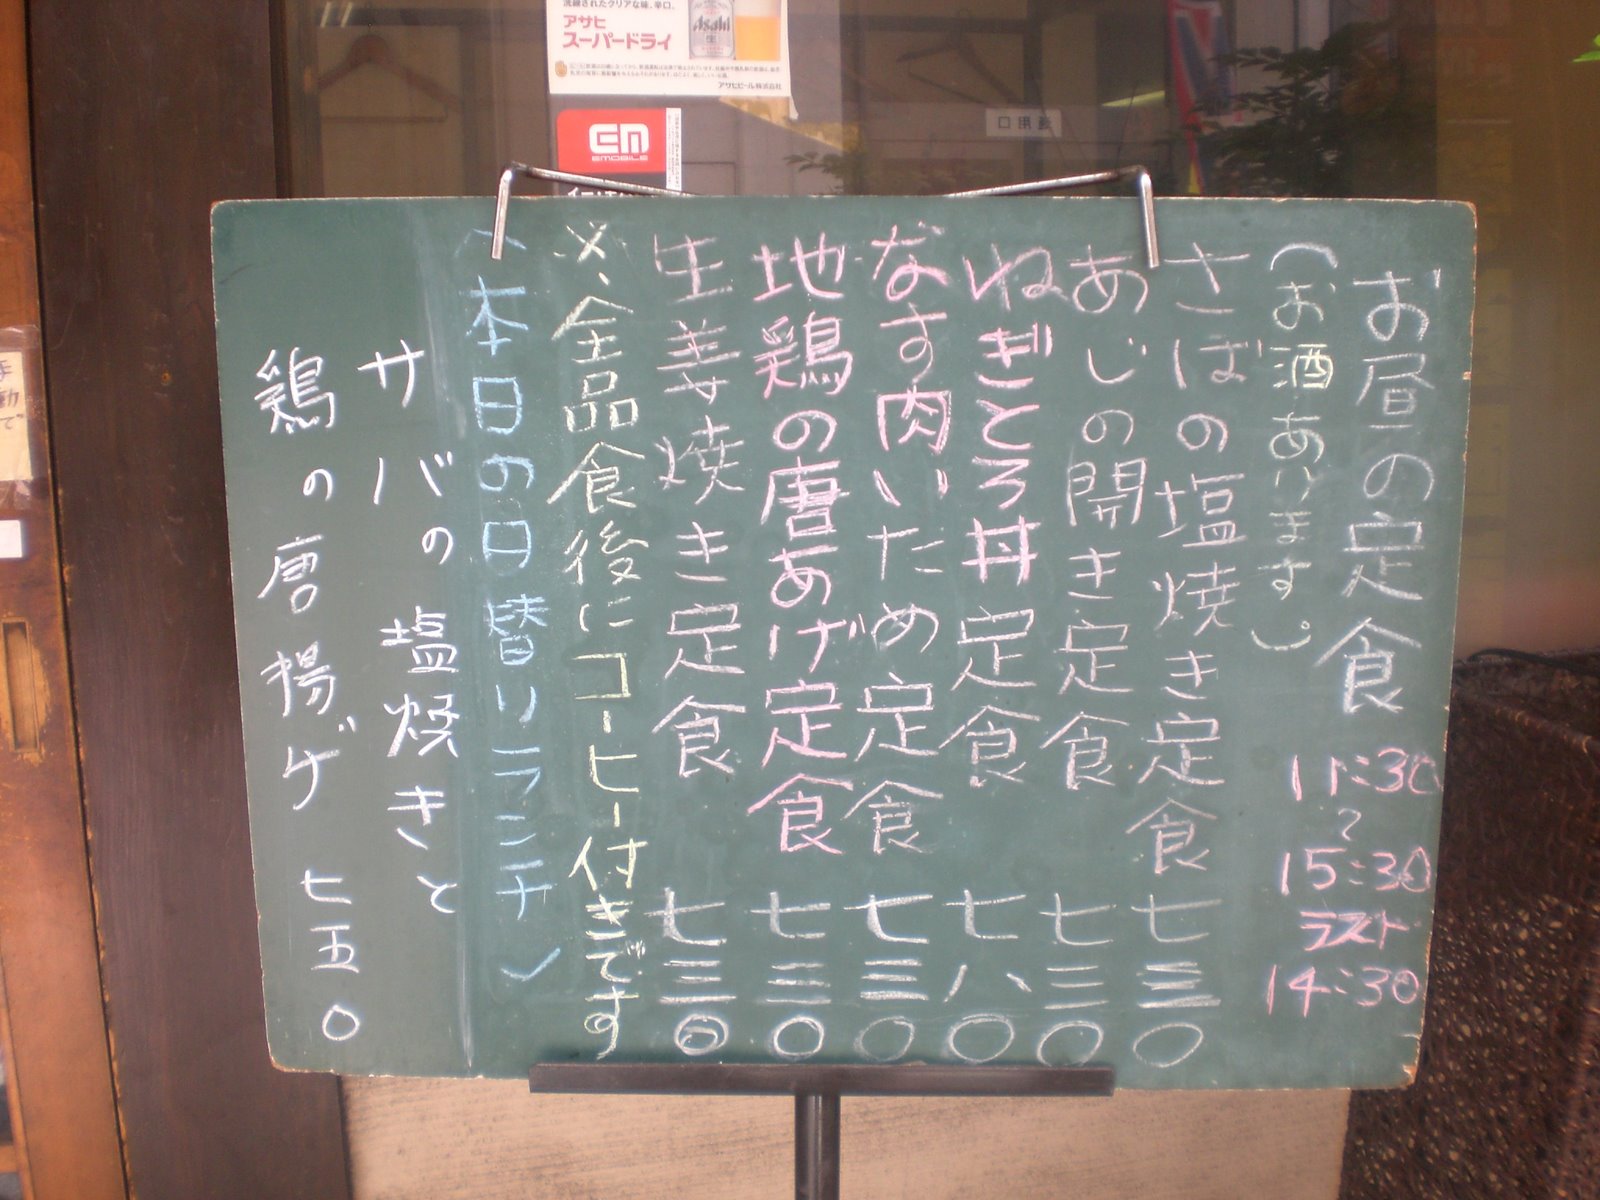 洗練されたクリアな味、辛口。
アサヒ
スーパードライ
Asahi
生
アサヒビール株式会社
EM
EMOBILE
お昼の定食
11:30
〜
15:30
ラスト
14:30
(お酒あります。)
さばの塩焼き定食 七三〇
あじの開き定食 七三〇
ねぎとろ丼定食 七八〇
なす肉いため定食 七三〇
地鶏の唐あげ定食 七三〇
生姜焼き定食 七三〇
※、全品食後にコーヒー付きです
〈本日の日替りランチ〉
サバの塩焼きと
鶏の唐揚ゲ 七五〇